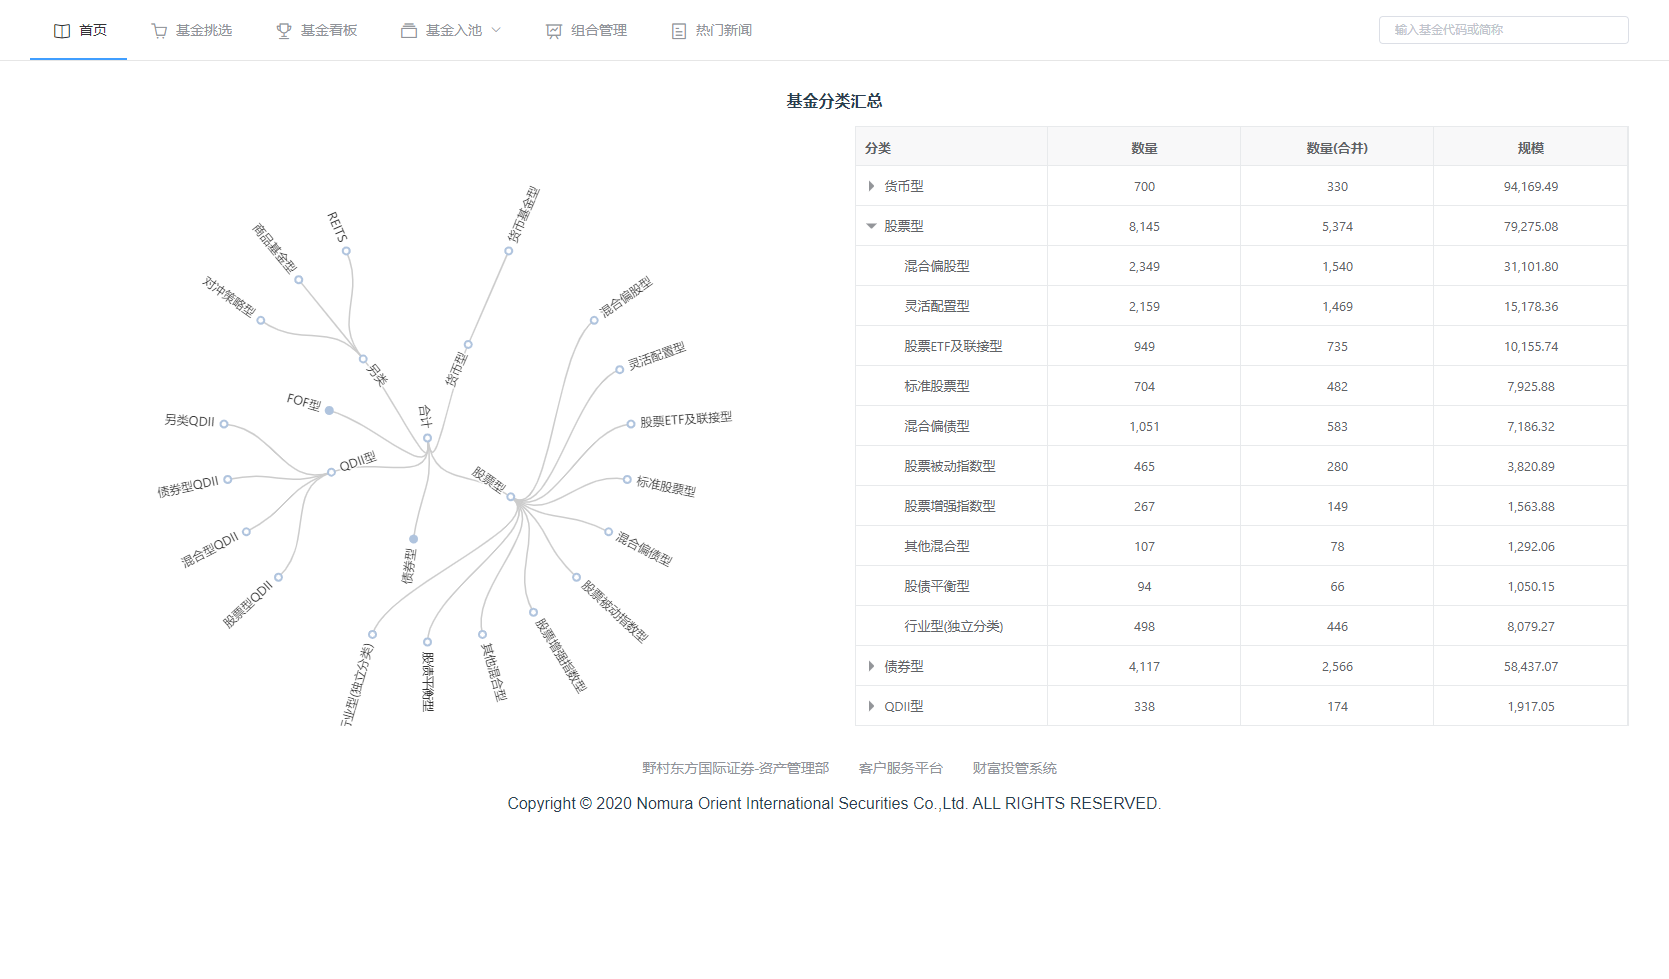 首页
基金挑选
基金看板
基金入池
组合管理
热门新闻
输入基金代码或简称
基金分类汇总
货币基金型
REITS
商品基金型
对冲策略型
混合偏股型
灵活配置型
货币型
另类
FOF型
合计
股票ETF及联接型
另类QDII
QDII型
股票型
债券型QDII
标准股票型
混合型QDII
混合偏债型
债券型
股票型QDII
股票被动指数型
股票增强指数型
其他混合型
股债平衡型
行业型(独立分类)
分类 数量 数量(合并) 规模
货币型 700 330 94,169.49
股票型 8,145 5,374 79,275.08
混合偏股型 2,349 1,540 31,101.80
灵活配置型 2,159 1,469 15,178.36
股票ETF及联接型 949 735 10,155.74
标准股票型 704 482 7,925.88
混合偏债型 1,051 583 7,186.32
股票被动指数型 465 280 3,820.89
股票增强指数型 267 149 1,563.88
其他混合型 107 78 1,292.06
股债平衡型 94 66 1,050.15
行业型(独立分类) 498 446 8,079.27
债券型 4,117 2,566 58,437.07
QDII型 338 174 1,917.05
野村东方国际证券-资产管理部 客户服务平台 财富投管系统
Copyright © 2020 Nomura Orient International Securities Co.,Ltd. ALL RIGHTS RESERVED.